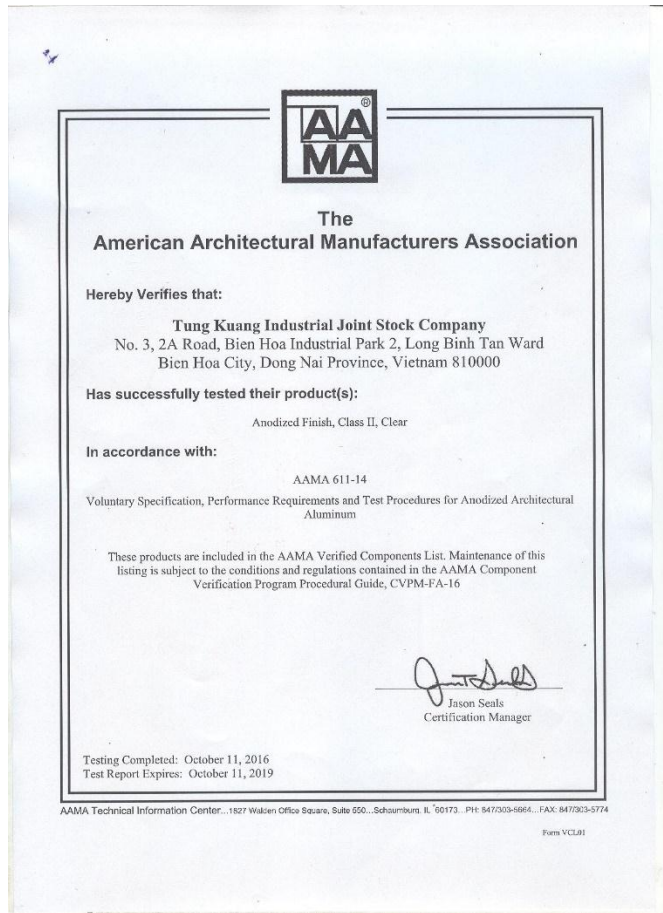 AA
MA
®
The
American Architectural Manufacturers Association
Hereby Verifies that:
Tung Kuang Industrial Joint Stock Company
No. 3, 2A Road, Bien Hoa Industrial Park 2, Long Binh Tan Ward
Bien Hoa City, Dong Nai Province, Vietnam 810000
Has successfully tested their product(s):
Anodized Finish, Class II, Clear
In accordance with:
AAMA 611-14
Voluntary Specification, Performance Requirements and Test Procedures for Anodized Architectural
Aluminum
These products are included in the AAMA Verified Components List. Maintenance of this
listing is subject to the conditions and regulations contained in the AAMA Component
Verification Program Procedural Guide, CVPM-FA-16
Jason Seals
Certification Manager
Testing Completed: October 11, 2016
Test Report Expires: October 11, 2019
AAMA Technical Information Center...1827 Walden Office Square, Suite 550...Schaumburg, IL 60173...PH: 847/303-5664...FAX: 847/303-5774
Form VCL01